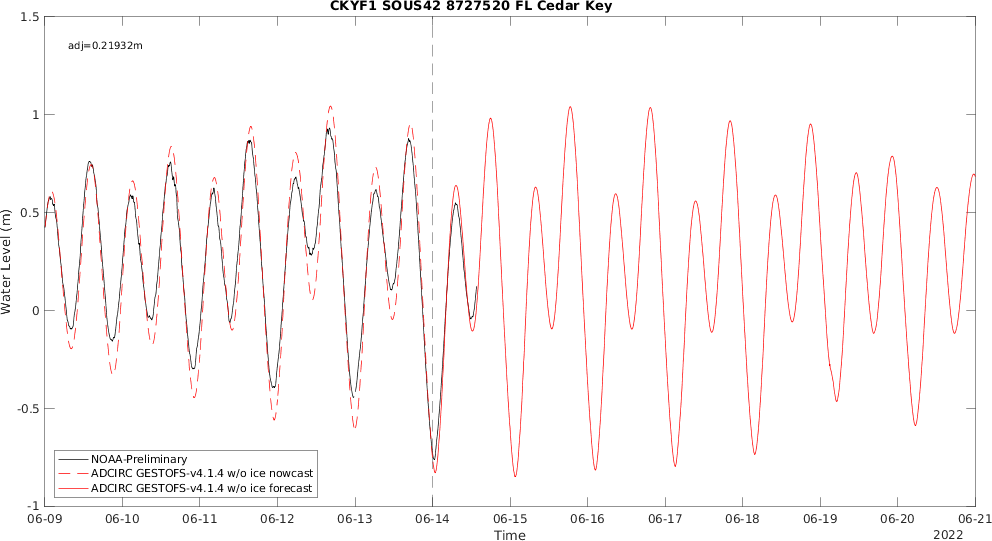 CKYF1 SOUS42 8727520 FL Cedar Key
adj=0.21932m
Water Level (m)
1.5
1
0.5
0
-0.5
-1
NOAA-Preliminary
ADCIRC GESTOFS-v4.1.4 w/o ice nowcast
ADCIRC GESTOFS-v4.1.4 w/o ice forecast
06-09 06-10 06-11 06-12 06-13 06-14 06-15 06-16 06-17 06-18 06-19 06-20 06-21
Time
2022